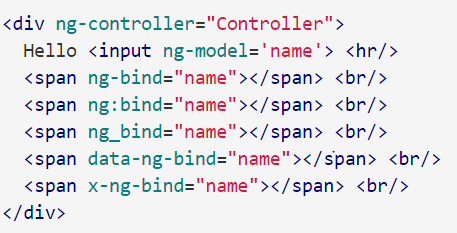 <div ng-controller="Controller">
  Hello <input ng-model='name'> <hr/>
  <span ng-bind="name"></span> <br/>
  <span ng:bind="name"></span> <br/>
  <span ng_bind="name"></span> <br/>
  <span data-ng-bind="name"></span> <br/>
  <span x-ng-bind="name"></span> <br/>
</div>